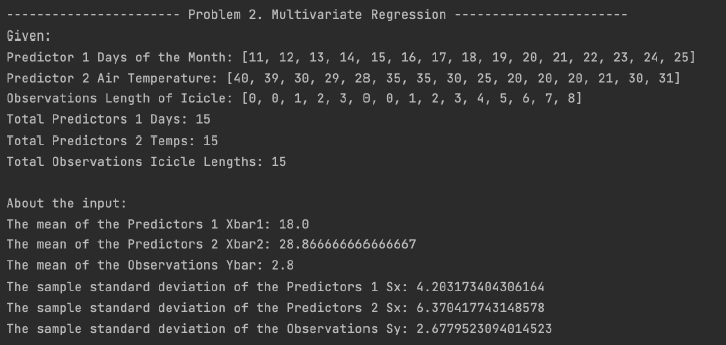 ----------------------- Problem 2. Multivariate Regression -----------------------
Given:
Predictor 1 Days of the Month: [11, 12, 13, 14, 15, 16, 17, 18, 19, 20, 21, 22, 23, 24, 25]
Predictor 2 Air Temperature: [40, 39, 30, 29, 28, 35, 35, 30, 25, 20, 20, 20, 21, 30, 31]
Observations Length of Icicle: [0, 0, 1, 2, 3, 0, 0, 1, 2, 3, 4, 5, 6, 7, 8]
Total Predictors 1 Days: 15
Total Predictors 2 Temps: 15
Total Observations Icicle Lengths: 15
About the input:
The mean of the Predictors 1 Xbar1: 18.0
The mean of the Predictors 2 Xbar2: 28.866666666666667
The mean of the Observations Ybar: 2.8
The sample standard deviation of the Predictors 1 Sx: 4.203173404306164
The sample standard deviation of the Predictors 2 Sx: 6.370417743148578
The sample standard deviation of the Observations Sy: 2.6779523094014523